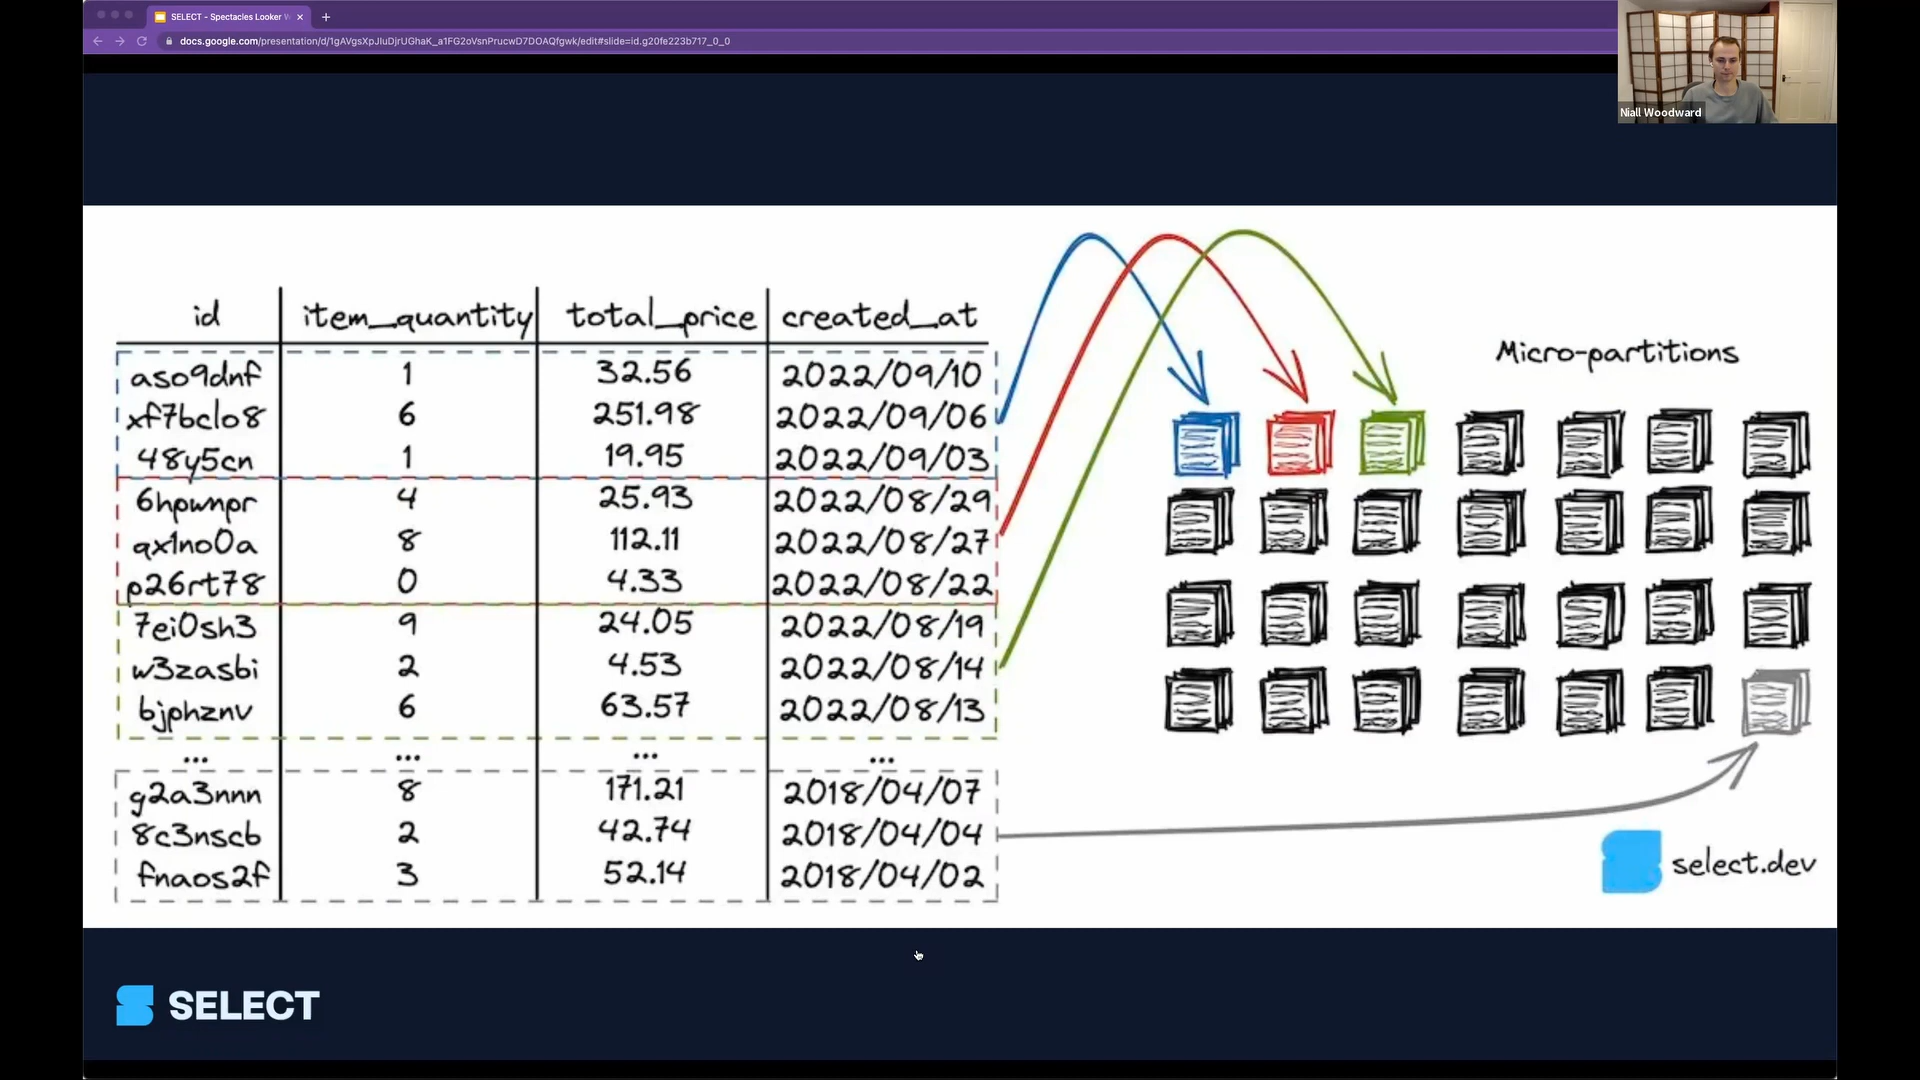 SELECT - Spectacles Looker W
docs.google.com/presentation/d/1gAVgsXpJIuDjrUGhaK_a1FG2oVsnPrucwD7DOAQfgwk/edit#slide=id.g20fe223b717_0_0
Niall Woodward
id item_quantity total_price created_at
aso9dnf 1 32.56 2022/09/10
xf7bclo8 6 251.98 2022/09/06
48y5cn 1 19.95 2022/09/03
6hpwnpr 4 25.93 2022/08/29
qx1no0a 8 112.11 2022/08/27
p26rt78 0 4.33 2022/08/22
7ei0sh3 9 24.05 2022/08/19
w3zasbi 2 4.53 2022/08/14
bjphznv 6 63.57 2022/08/13
... ... ... ...
g2a3nnn 8 171.21 2018/04/07
8c3nscb 2 42.74 2018/04/04
fnaos2f 3 52.14 2018/04/02
Micro-partitions
select.dev
SELECT